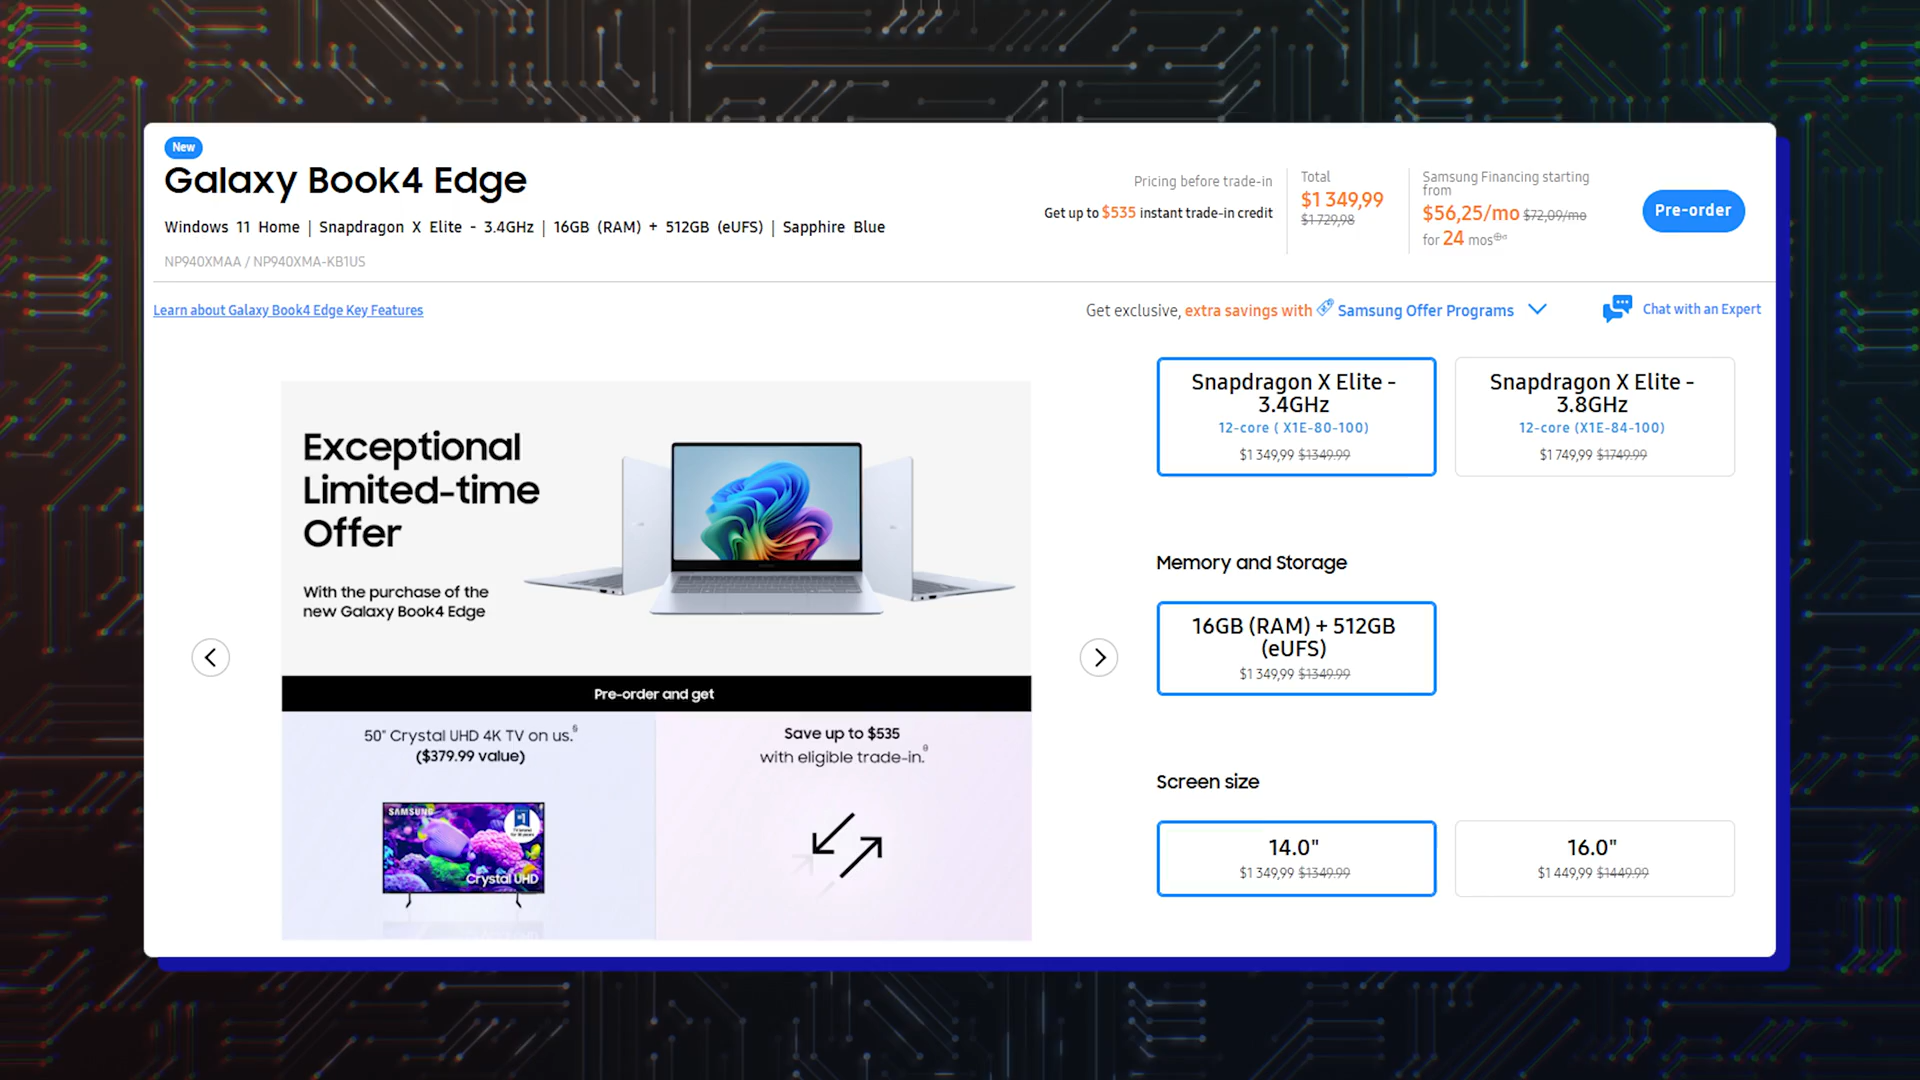 New
Galaxy Book4 Edge
Windows 11 Home | Snapdragon X Elite - 3.4GHz | 16GB (RAM) + 512GB (eUFS) | Sapphire Blue
NP940XMAA / NP940XMA-KB1US
Pricing before trade-in
Get up to $535 instant trade-in credit
Total
$1 349,99
$1 729,98
Samsung Financing starting
from
$56,25/mo $72,09/mo
for 24 mos
Pre-order
Learn about Galaxy Book4 Edge Key Features
Get exclusive, extra savings with Samsung Offer Programs
Chat with an Expert
Exceptional
Limited-time
Offer
With the purchase of the
new Galaxy Book4 Edge
Pre-order and get
50" Crystal UHD 4K TV on us.
($379.99 value)
SAMSUNG
#1
Crystal UHD
Save up to $535
with eligible trade-in.
Snapdragon X Elite -
3.4GHz
12-core ( X1E-80-100)
$1 349,99 $1349.99
Snapdragon X Elite -
3.8GHz
12-core (X1E-84-100)
$1 749,99 $1749.99
Memory and Storage
16GB (RAM) + 512GB
(eUFS)
$1 349,99 $1349.99
Screen size
14.0"
$1 349,99 $1349.99
16.0"
$1 449,99 $1449.99